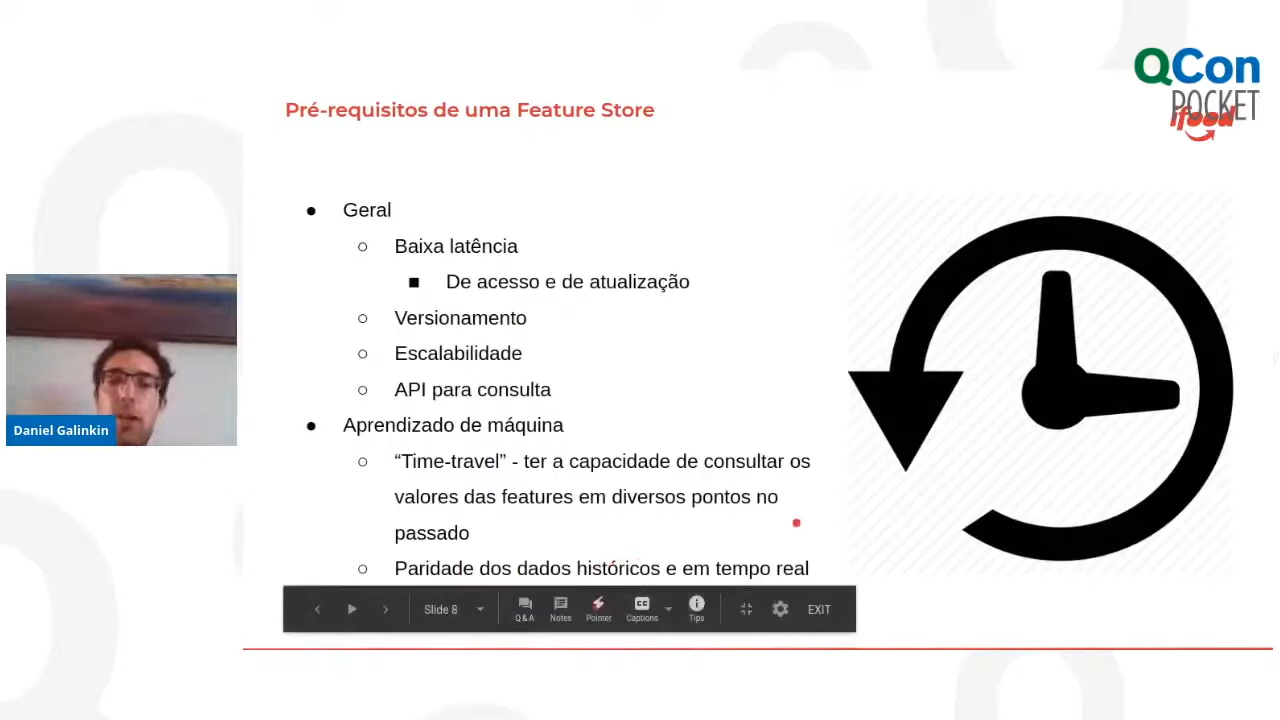 QCon
POCKET
ifood
Pré-requisitos de uma Feature Store
● Geral
○ Baixa latência
■ De acesso e de atualização
○ Versionamento
○ Escalabilidade
○ API para consulta
● Aprendizado de máquina
○ “Time-travel” - ter a capacidade de consultar os
valores das features em diversos pontos no
passado
○ Paridade dos dados históricos e em tempo real
Daniel Galinkin
Slide 8
Q&A
Notes
Pointer
CC
Captions
Tips
EXIT